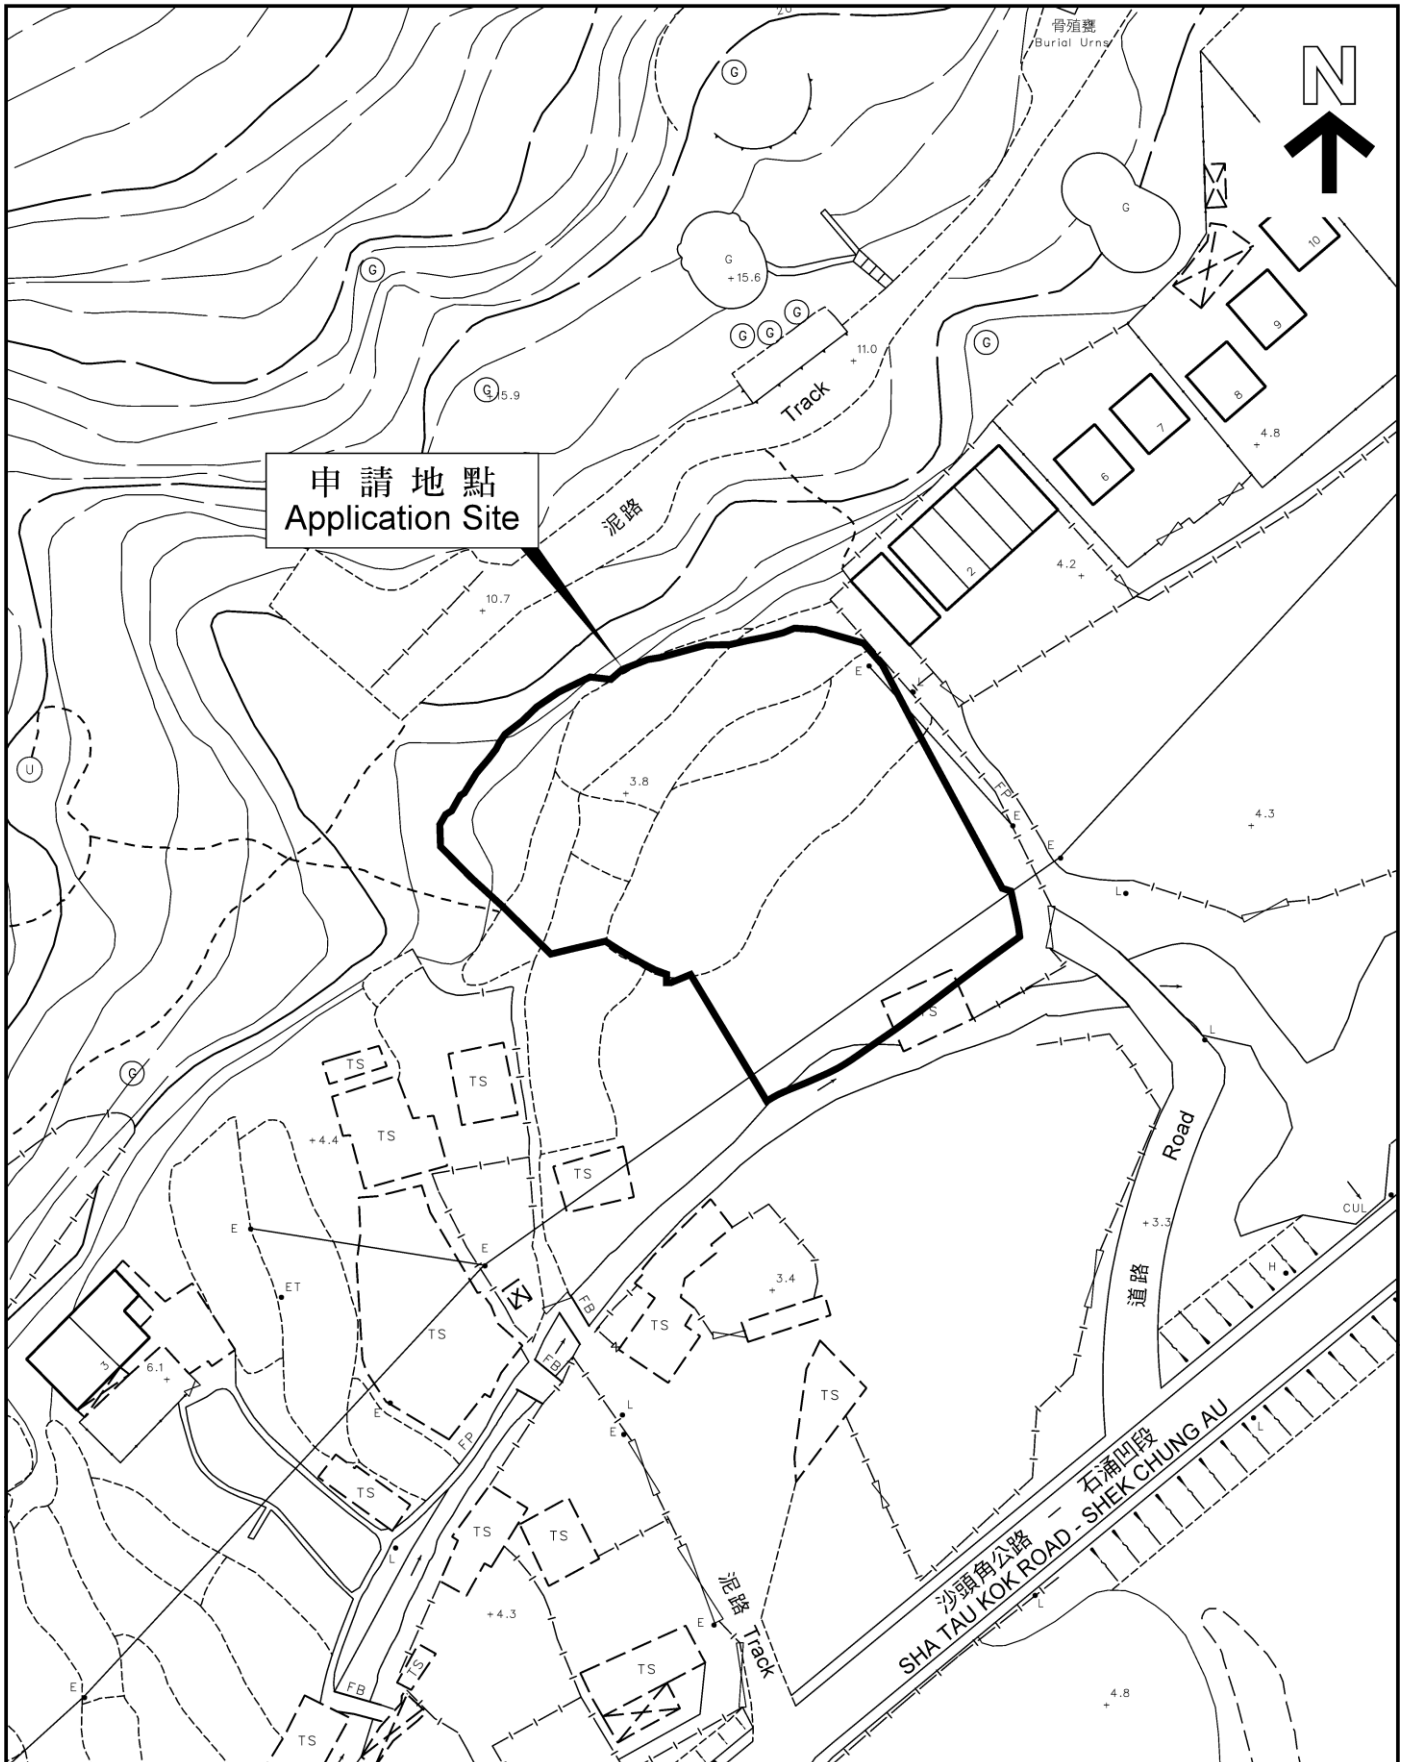 20
骨殖甕
Burial Urns
N
G
G
G
10
G
+15.6
9
G
G
G
11.0
G
8
G
15.9
Track
7
4.8
申請地點
Application Site
6
泥路
2
4.2
10.7
E
L
U
3.8
FP
E
4.3
E
L
TS
L
G
TS
TS
+4.4
TS
Road
TS
CUL
E
+3.3
E
H
ET
3.4
道路
FB
TS
TS
FB
3
6.1
TS
E
L
E
L
FP
石涌凹段
沙頭角公路 -
SHA TAU KOK ROAD - SHEK CHUNG AU
TS
TS
TS
L
泥路 Track
L
+4.3
E
TS
TS
E
FB
4.8
TS